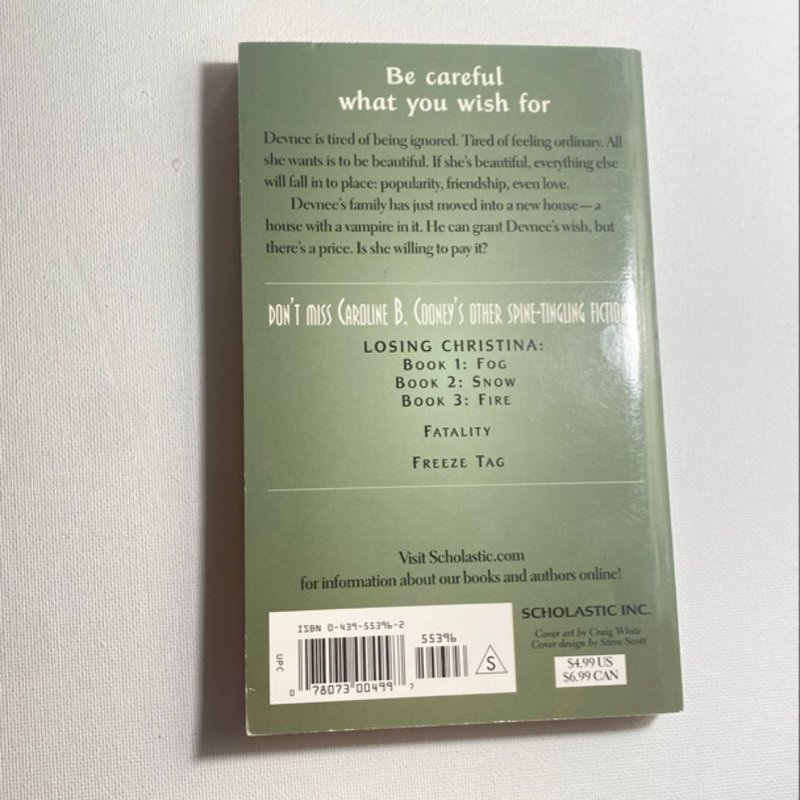 Be careful
what you wish for
Devnee is tired of being ignored. Tired of feeling ordinary. All
she wants is to be beautiful. If she's beautiful, everything else
will fall in to place: popularity, friendship, even love.
Devnee's family has just moved into a new house—a
house with a vampire in it. He can grant Devnee's wish, but
there's a price. Is she willing to pay it?
DON'T MISS CAROLINE B. COONEY'S OTHER SPINE-TINGLING FICTION
LOSING CHRISTINA:
BOOK 1: FOG
BOOK 2: SNOW
BOOK 3: FIRE
FATALITY
FREEZE TAG
Visit Scholastic.com
for information about our books and authors online!
SCHOLASTIC INC.
Cover art by Craig White
Cover design by Steve Scott
$4.99 US
$6.99 CAN
ISBN 0-439-55396-2
55396
UPC
S
0 78073 00499 7